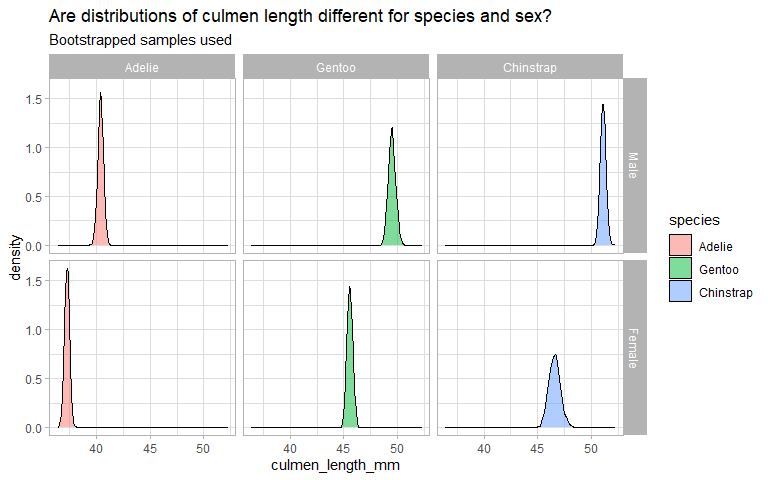 Are distributions of culmen length different for species and sex?
Bootstrapped samples used
Adelie Gentoo Chinstrap
1.5
1.0
0.5
0.0
Male
density
1.5
1.0
0.5
0.0
Female
40 45 50 40 45 50 40 45 50
culmen_length_mm
species
Adelie
Gentoo
Chinstrap